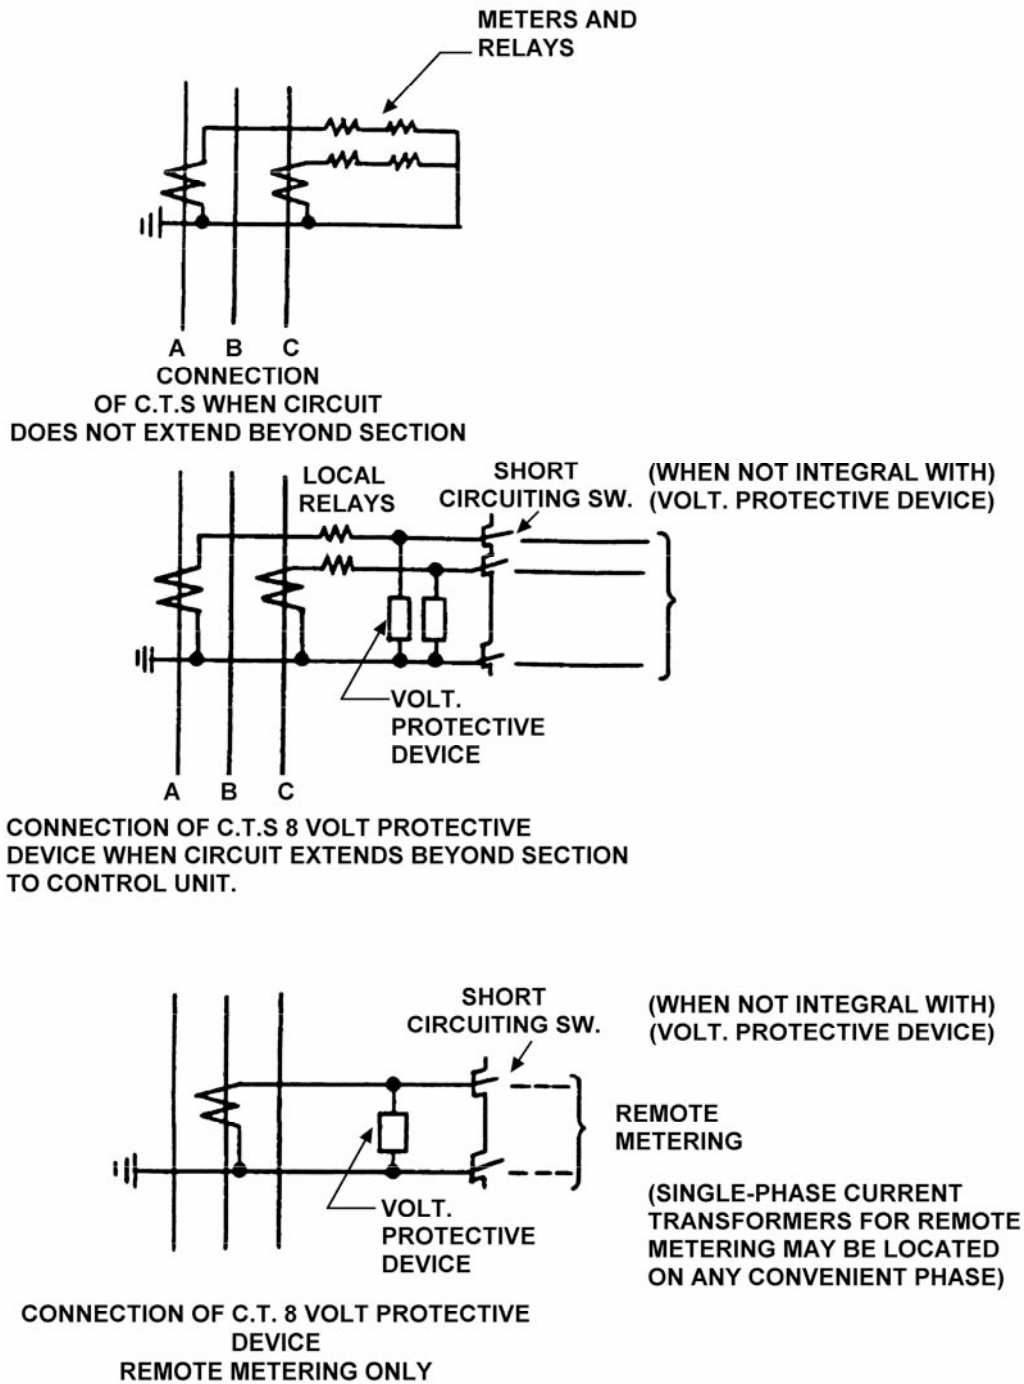 METERS AND
RELAYS
A B C
CONNECTION
OF C.T.S WHEN CIRCUIT
DOES NOT EXTEND BEYOND SECTION
LOCAL
RELAYS
SHORT
CIRCUITING SW.
(WHEN NOT INTEGRAL WITH)
(VOLT. PROTECTIVE DEVICE)
VOLT.
PROTECTIVE
DEVICE
A B C
CONNECTION OF C.T.S 8 VOLT PROTECTIVE
DEVICE WHEN CIRCUIT EXTENDS BEYOND SECTION
TO CONTROL UNIT.
SHORT
CIRCUITING SW.
(WHEN NOT INTEGRAL WITH)
(VOLT. PROTECTIVE DEVICE)
REMOTE
METERING
(SINGLE-PHASE CURRENT
TRANSFORMERS FOR REMOTE
METERING MAY BE LOCATED
ON ANY CONVENIENT PHASE)
VOLT.
PROTECTIVE
DEVICE
CONNECTION OF C.T. 8 VOLT PROTECTIVE
DEVICE
REMOTE METERING ONLY